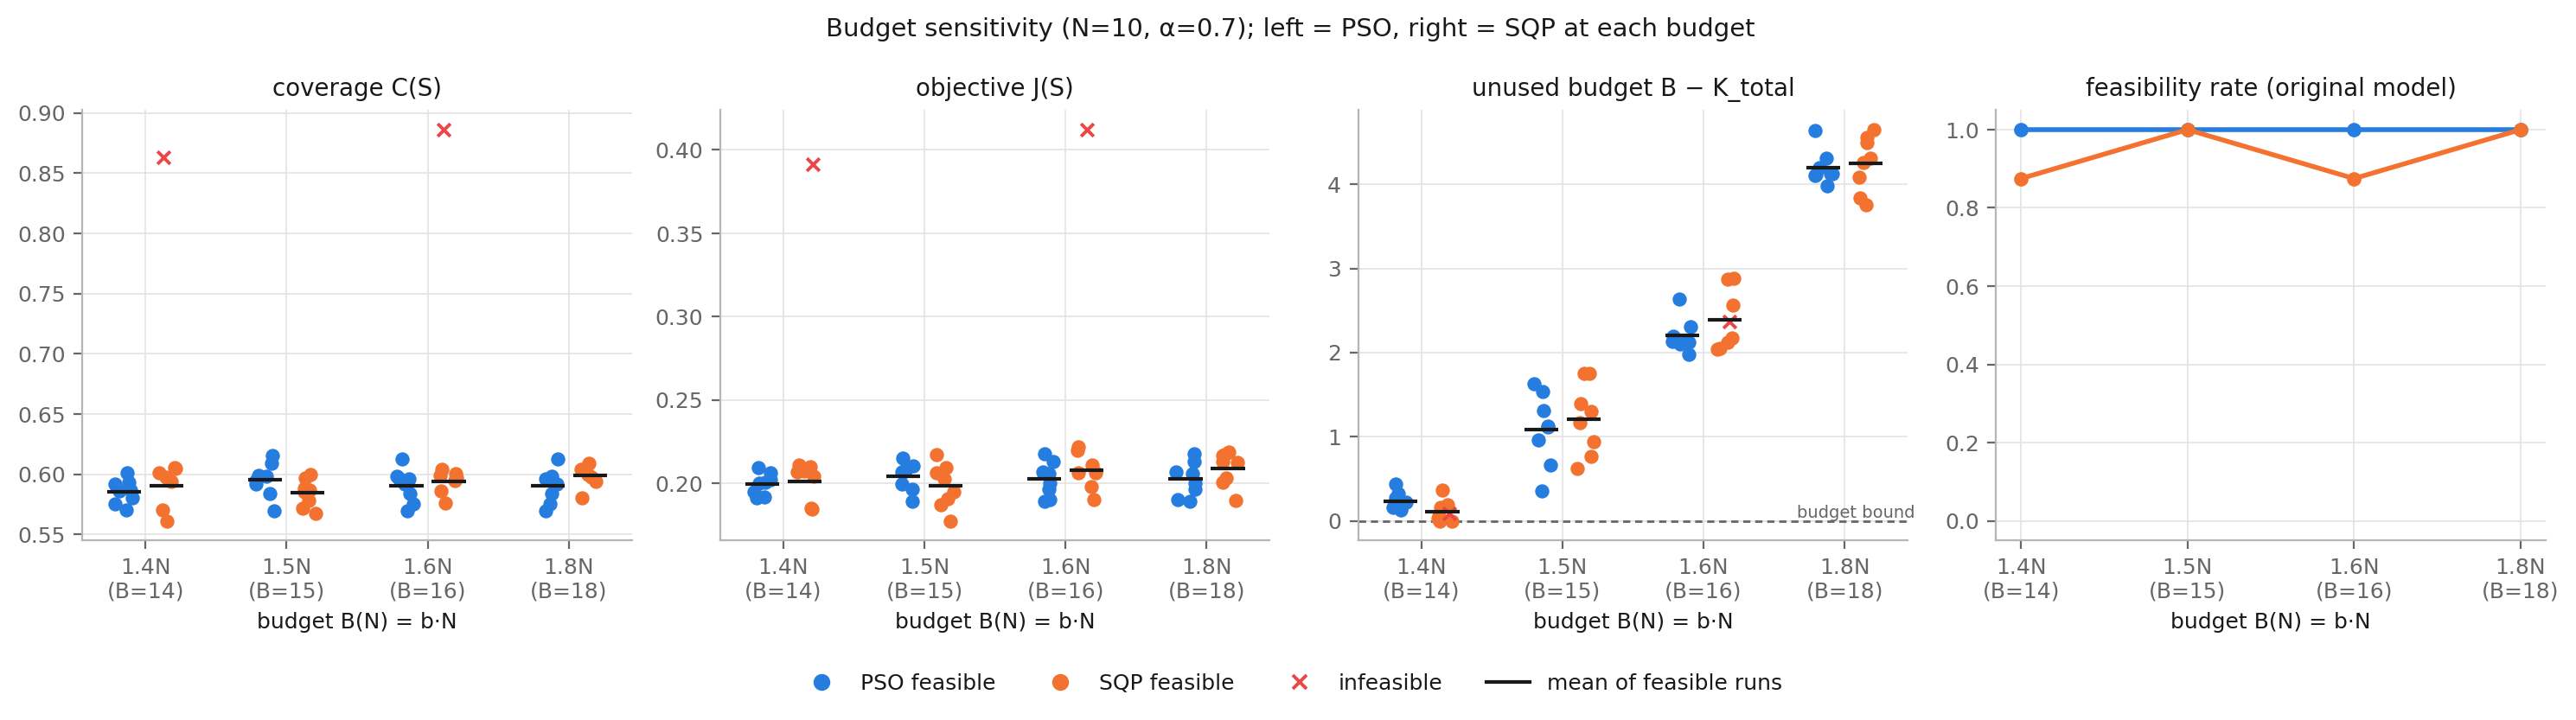 Budget sensitivity (N=10, α=0.7); left = PSO, right = SQP at each budget
coverage C(S)
0.90
0.85
0.80
0.75
0.70
0.65
0.60
0.55
1.4N
(B=14)
1.5N
(B=15)
1.6N
(B=16)
1.8N
(B=18)
budget B(N) = b·N
objective J(S)
0.40
0.35
0.30
0.25
0.20
1.4N
(B=14)
1.5N
(B=15)
1.6N
(B=16)
1.8N
(B=18)
budget B(N) = b·N
unused budget B − K_total
4
3
2
1
0
budget bound
1.4N
(B=14)
1.5N
(B=15)
1.6N
(B=16)
1.8N
(B=18)
budget B(N) = b·N
feasibility rate (original model)
1.0
0.8
0.6
0.4
0.2
0.0
1.4N
(B=14)
1.5N
(B=15)
1.6N
(B=16)
1.8N
(B=18)
budget B(N) = b·N
PSO feasible
SQP feasible
infeasible
mean of feasible runs